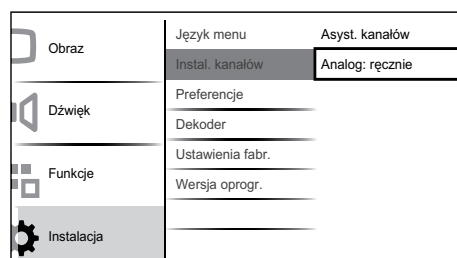 Obraz
Dźwięk
Funkcje
Instalacja
Język menu
Instal. kanałów
Preferencje
Dekoder
Ustawienia fabr.
Wersja oprogr.
Asyst. kanałów
Analog: ręcznie